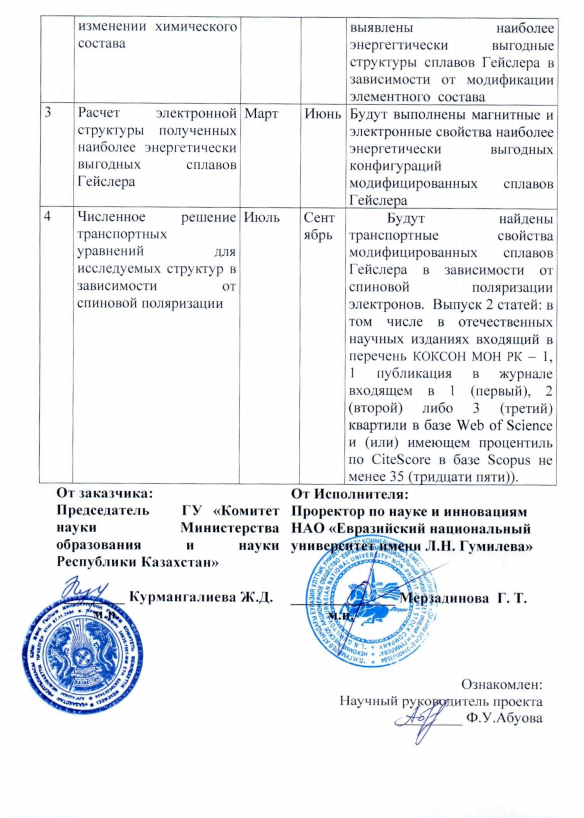 изменении химического состава
выявлены наиболее
энергегтически выгодные
структуры сплавов Гейслера в
зависимости от модификации
элементного состава
3
Расчет электронной
структуры полученных
наиболее энергетически
выгодных сплавов
Гейслера
Март
Июнь
Будут выполнены магнитные и
электронные свойства наиболее
энергетически выгодных
конфигураций
модифицированных сплавов
Гейслера
4
Численное решение
транспортных
уравнений для
исследуемых структур в
зависимости от
спиновой поляризации
Июль
Сент
ябрь
Будут найдены
транспортные свойства
модифицированных сплавов
Гейслера в зависимости от
спиновой поляризации
электронов. Выпуск 2 статей: в
том числе в отечественных
научных изданиях входящий в
перечень КОКСОН МОН РК – 1,
1 публикация в журнале
входящем в 1 (первый), 2
(второй) либо 3 (третий)
квартили в базе Web of Science
и (или) имеющем процентиль
по CiteScore в базе Scopus не
менее 35 (тридцати пяти)).
От заказчика:
Председатель ГУ «Комитет
науки Министерства
образования и науки
Республики Казахстан»
Курмангалиева Ж.Д.
м.п.
От Исполнителя:
Проректор по науке и инновациям
НАО «Евразийский национальный
университет имени Л.Н. Гумилева»
Мерзадинова Г. Т.
м.п.
Ознакомлен:
Научный руководитель проекта
Ф.У.Абуова